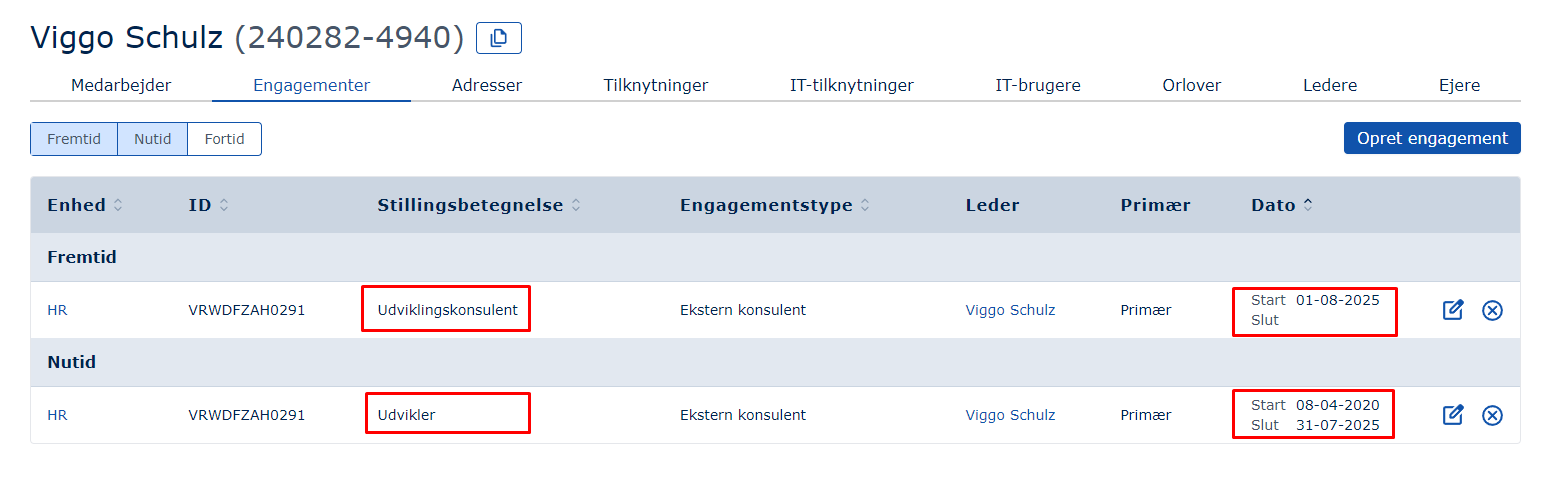 Viggo Schulz (240282-4940)
Medarbejder Engagementer Adresser Tilknytninger IT-tilknytninger IT-brugere Orlover Ledere Ejere
Fremtid Nutid Fortid Opret engagement
Enhed ID Stillingsbetegnelse Engagementstype Leder Primær Dato
Fremtid
HR VRWDFZAH0291 Udviklingskonsulent Ekstern konsulent Viggo Schulz Primær Start 01-08-2025
Slut
Nutid
HR VRWDFZAH0291 Udvikler Ekstern konsulent Viggo Schulz Primær Start 08-04-2020
Slut 31-07-2025